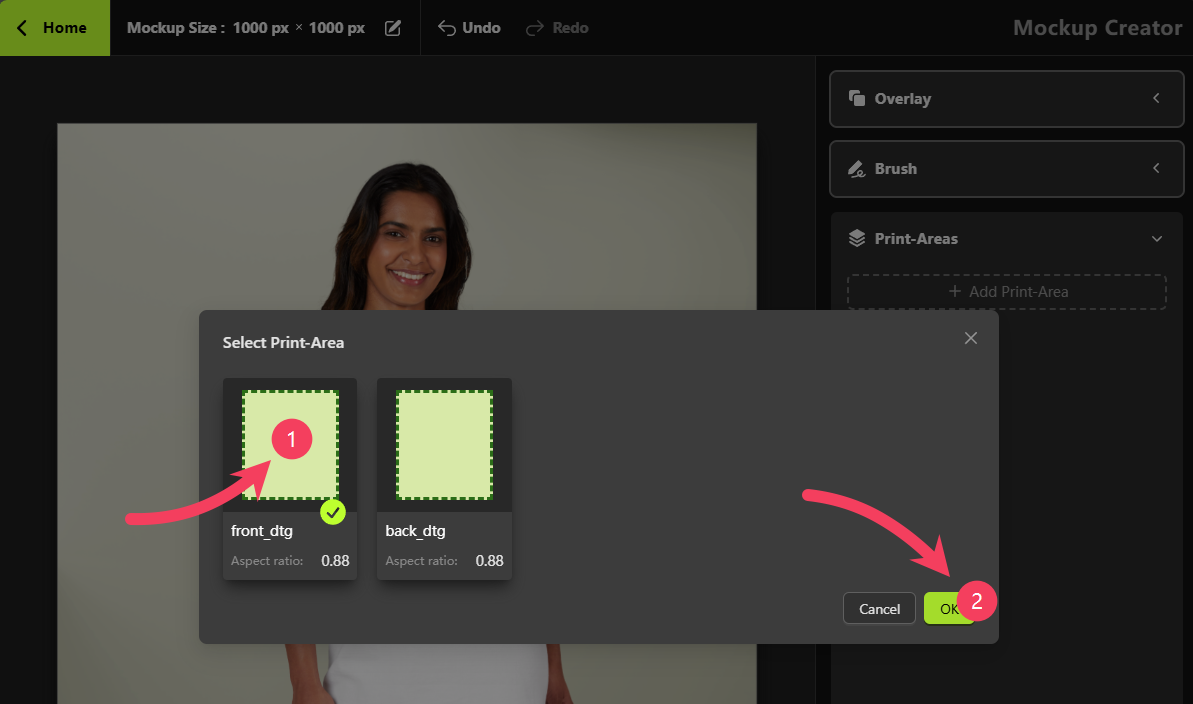 Home
Mockup Size : 1000 px × 1000 px
Undo
Redo
Mockup Creator
Overlay
Brush
Print-Areas
+ Add Print-Area
Select Print-Area
1
front_dtg
Aspect ratio: 0.88
back_dtg
Aspect ratio: 0.88
Cancel
OK
2